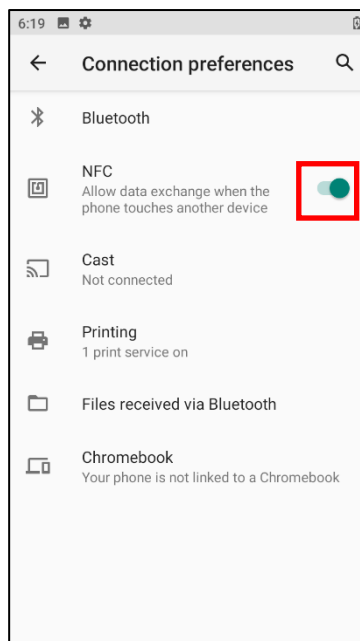 6:19
Connection preferences
Bluetooth
NFC
Allow data exchange when the
phone touches another device
Cast
Not connected
Printing
1 print service on
Files received via Bluetooth
Chromebook
Your phone is not linked to a Chromebook